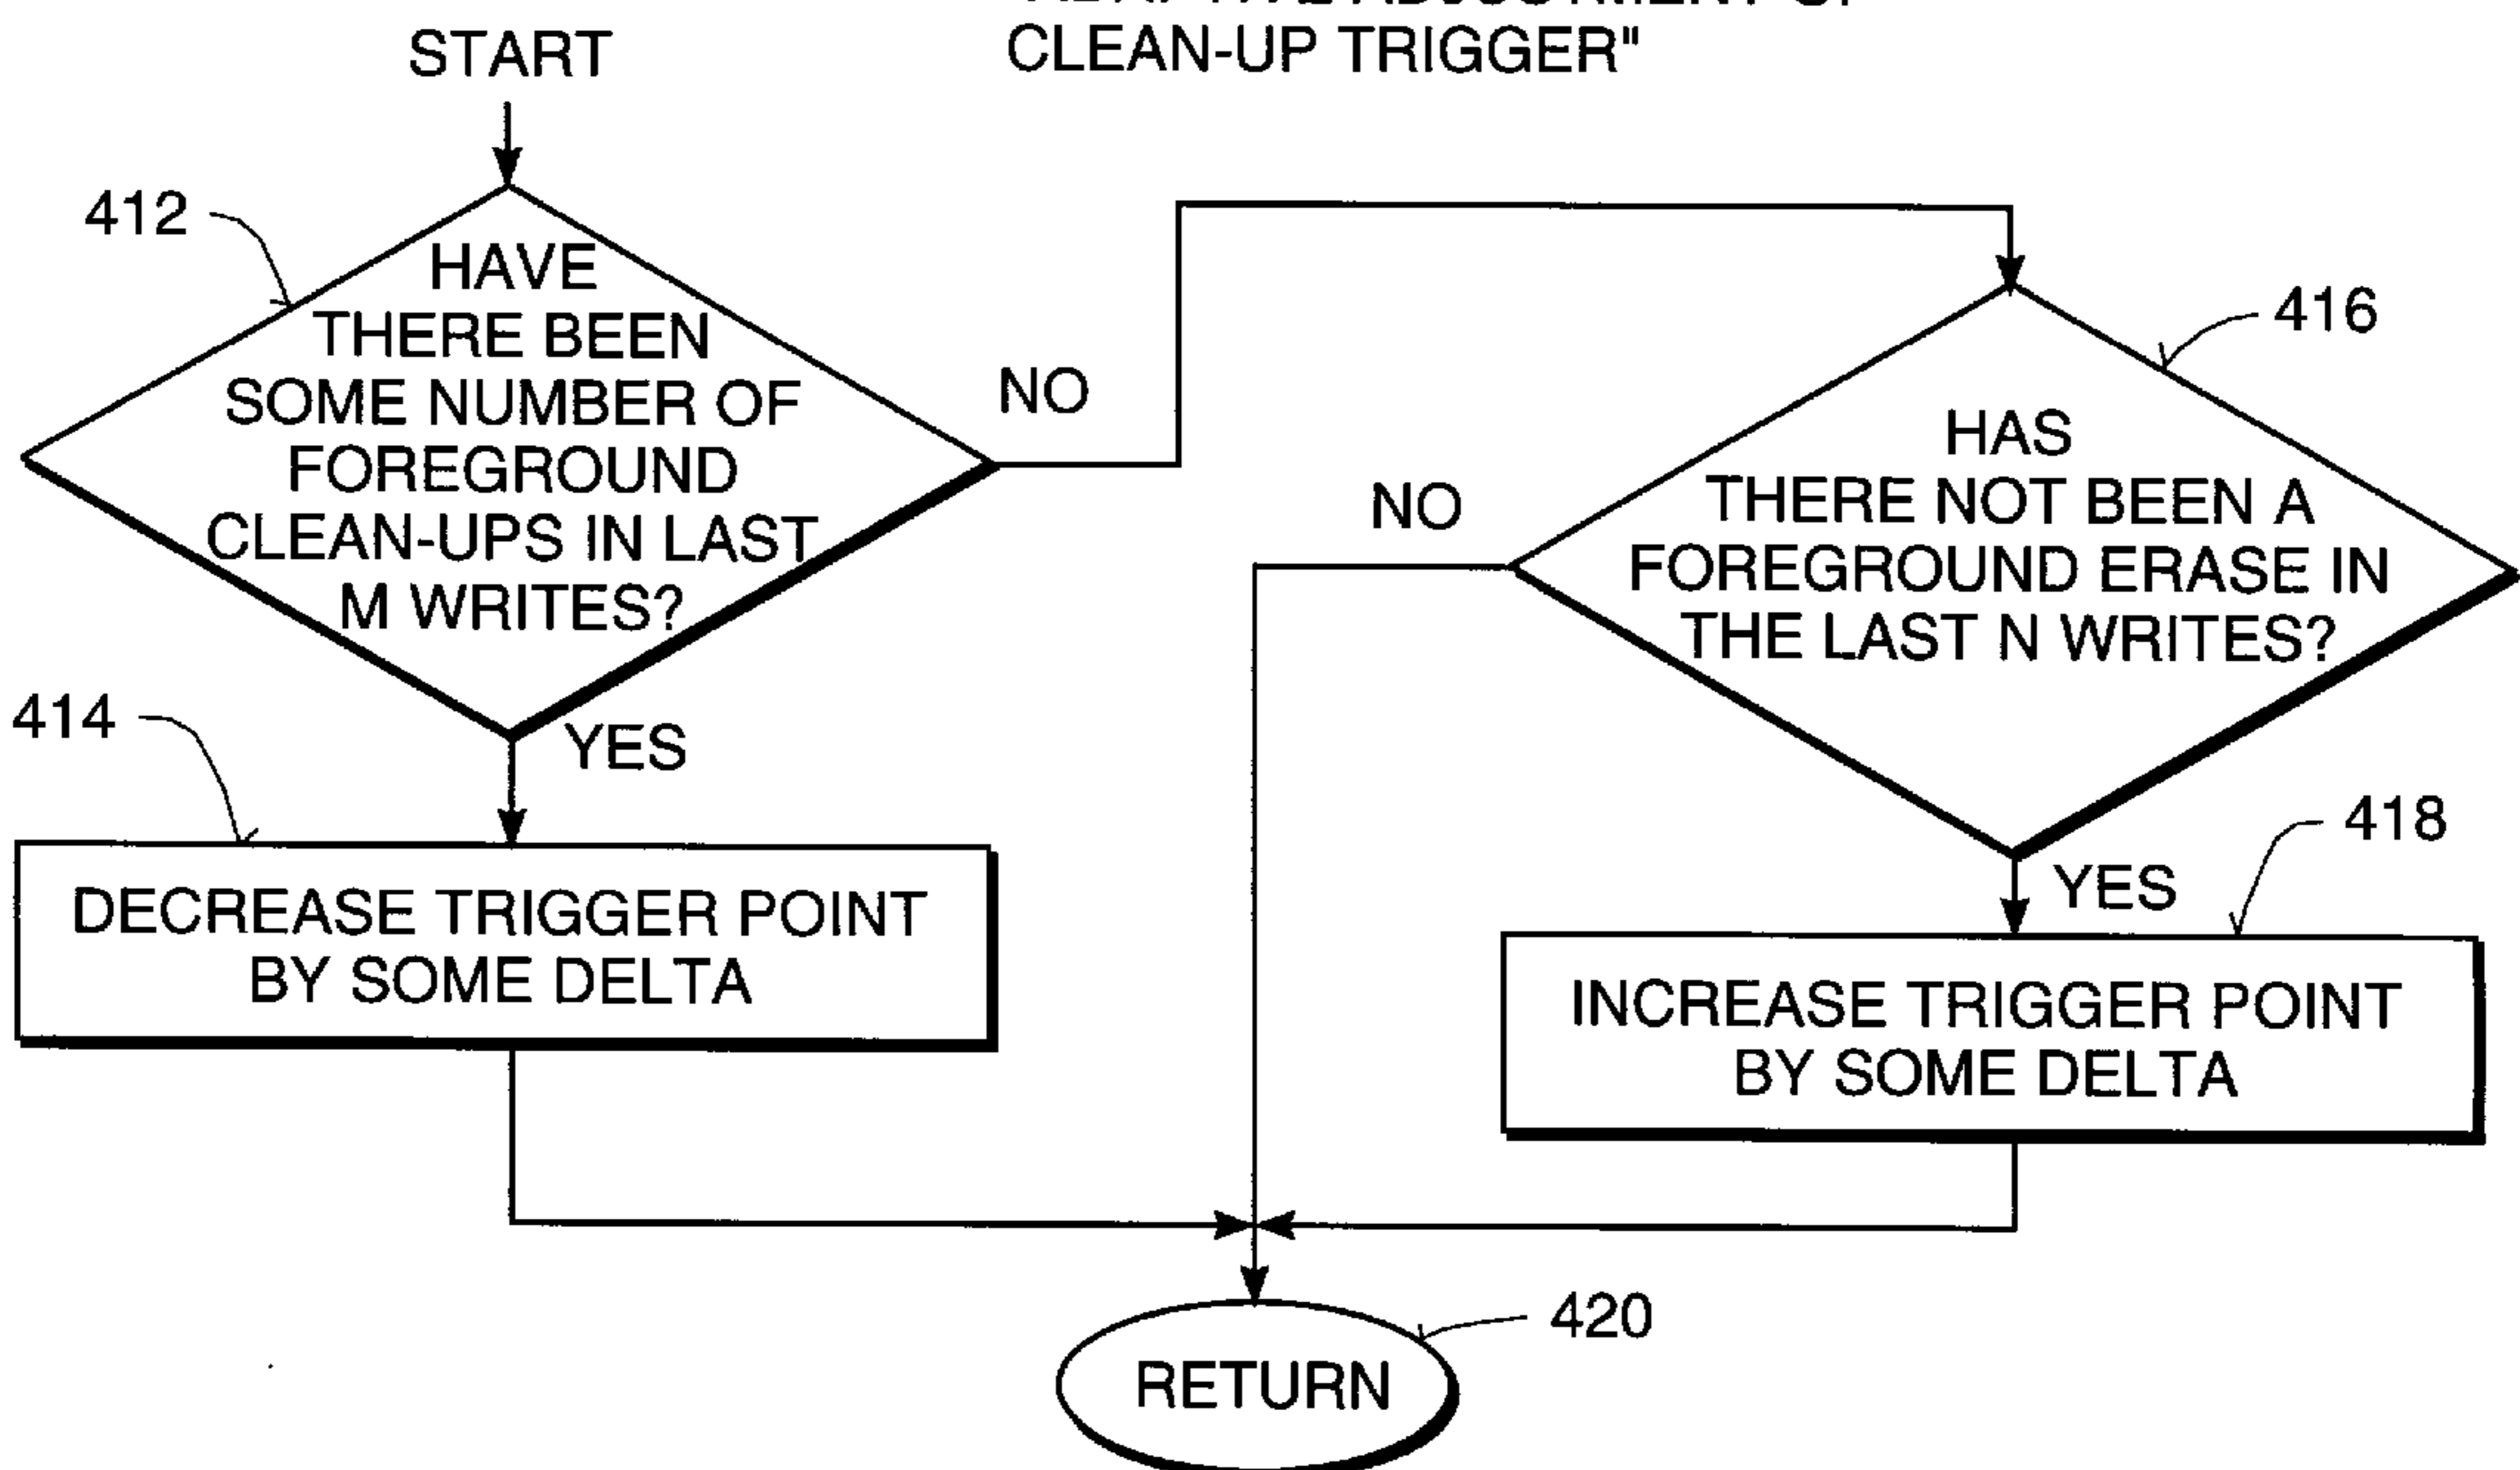 START
CLEAN-UP TRIGGER"
412
HAVE
THERE BEEN
SOME NUMBER OF
FOREGROUND
CLEAN-UPS IN LAST
M WRITES?
NO
YES
414
DECREASE TRIGGER POINT
BY SOME DELTA
416
HAS
THERE NOT BEEN A
FOREGROUND ERASE IN
THE LAST N WRITES?
NO
YES
418
INCREASE TRIGGER POINT
BY SOME DELTA
420
RETURN